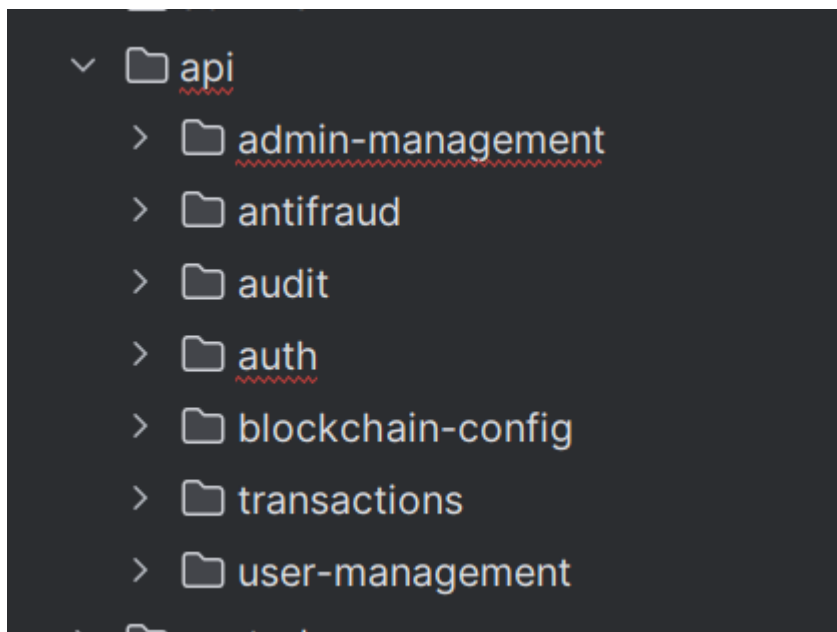 api
admin-management
antifraud
audit
auth
blockchain-config
transactions
user-management